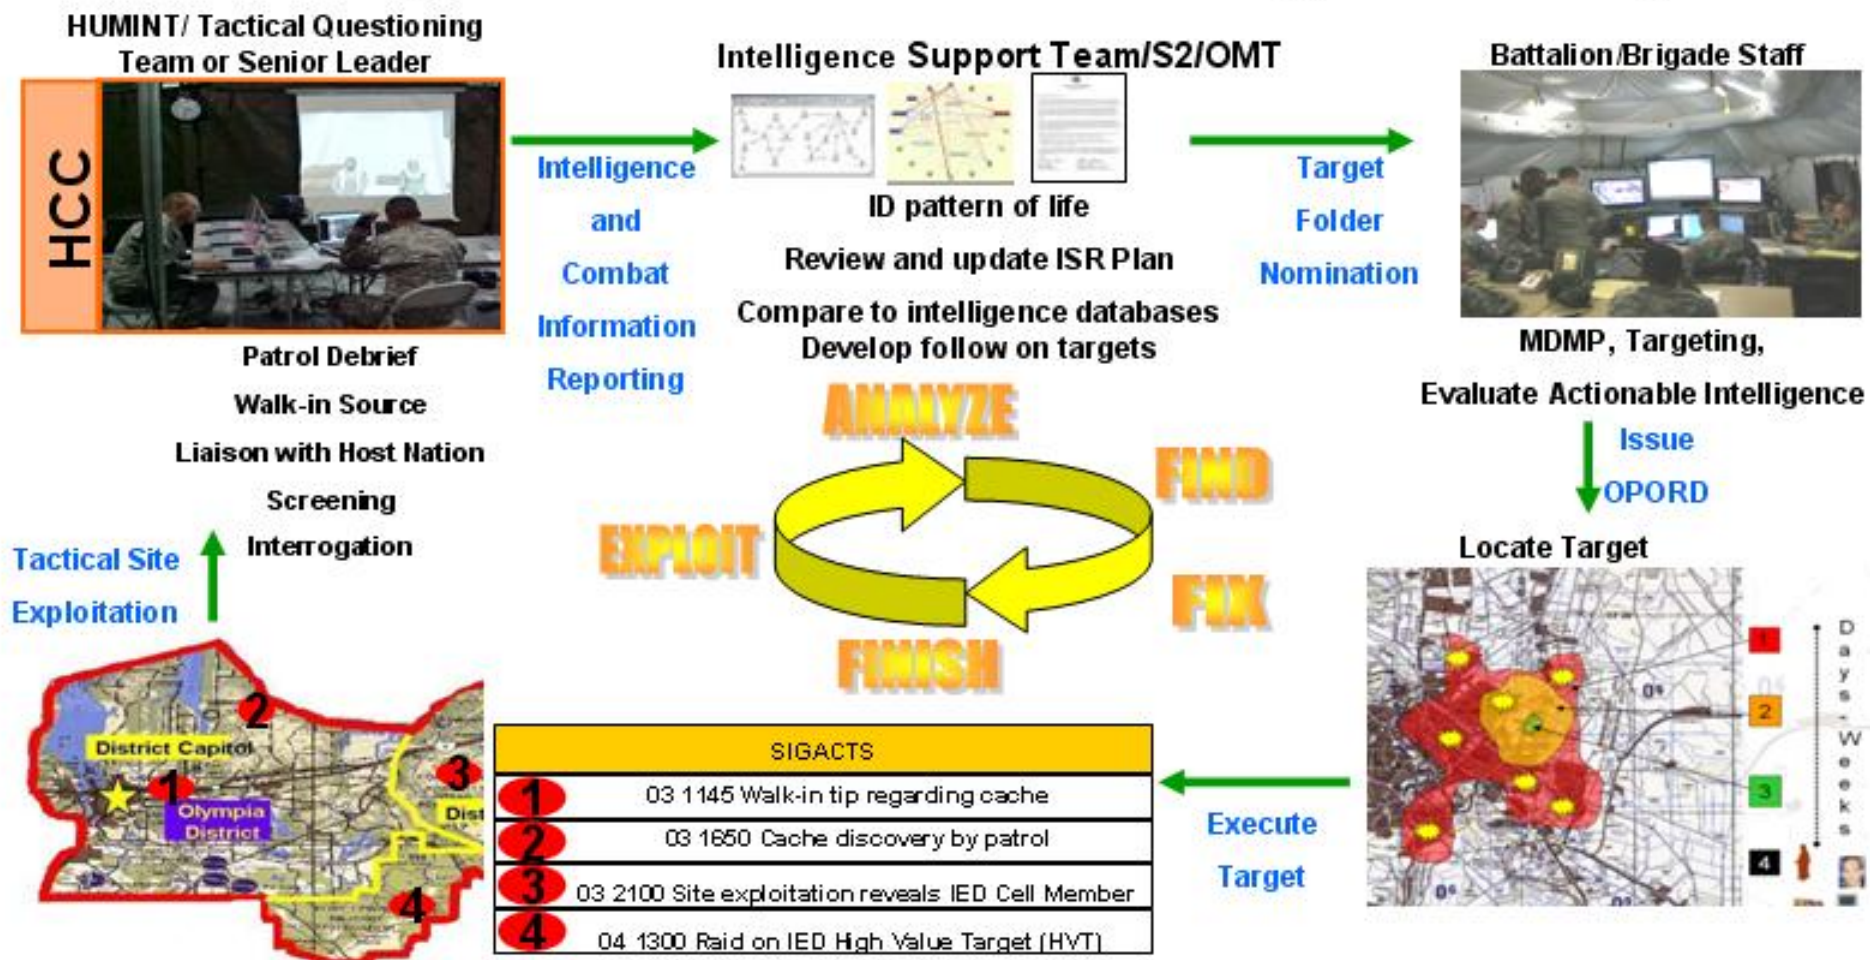 HUMINT/ Tactical Questioning
Team or Senior Leader
HCC
Patrol Debrief
Walk-in Source
Liaison with Host Nation
Screening
Interrogation
Intelligence
and
Combat
Information
Reporting
Intelligence Support Team/S2/OMT
ID pattern of life
Review and update ISR Plan
Compare to intelligence databases
Develop follow on targets
Target
Folder
Nomination
Battalion/Brigade Staff
MDMP, Targeting,
Evaluate Actionable Intelligence
Issue
OPORD
Locate Target
1
2
3
4
Days-Weeks
Execute
Target
ANALYZE
FIND
FIX
FINISH
EXPLOIT
SIGACTS
1 03 1145 Walk-in tip regarding cache
2 03 1650 Cache discovery by patrol
3 03 2100 Site exploitation reveals IED Cell Member
4 04 1300 Raid on IED High Value Target (HVT)
Tactical Site
Exploitation
2
District Capitol
1
3
Olympia
District
Dist
4